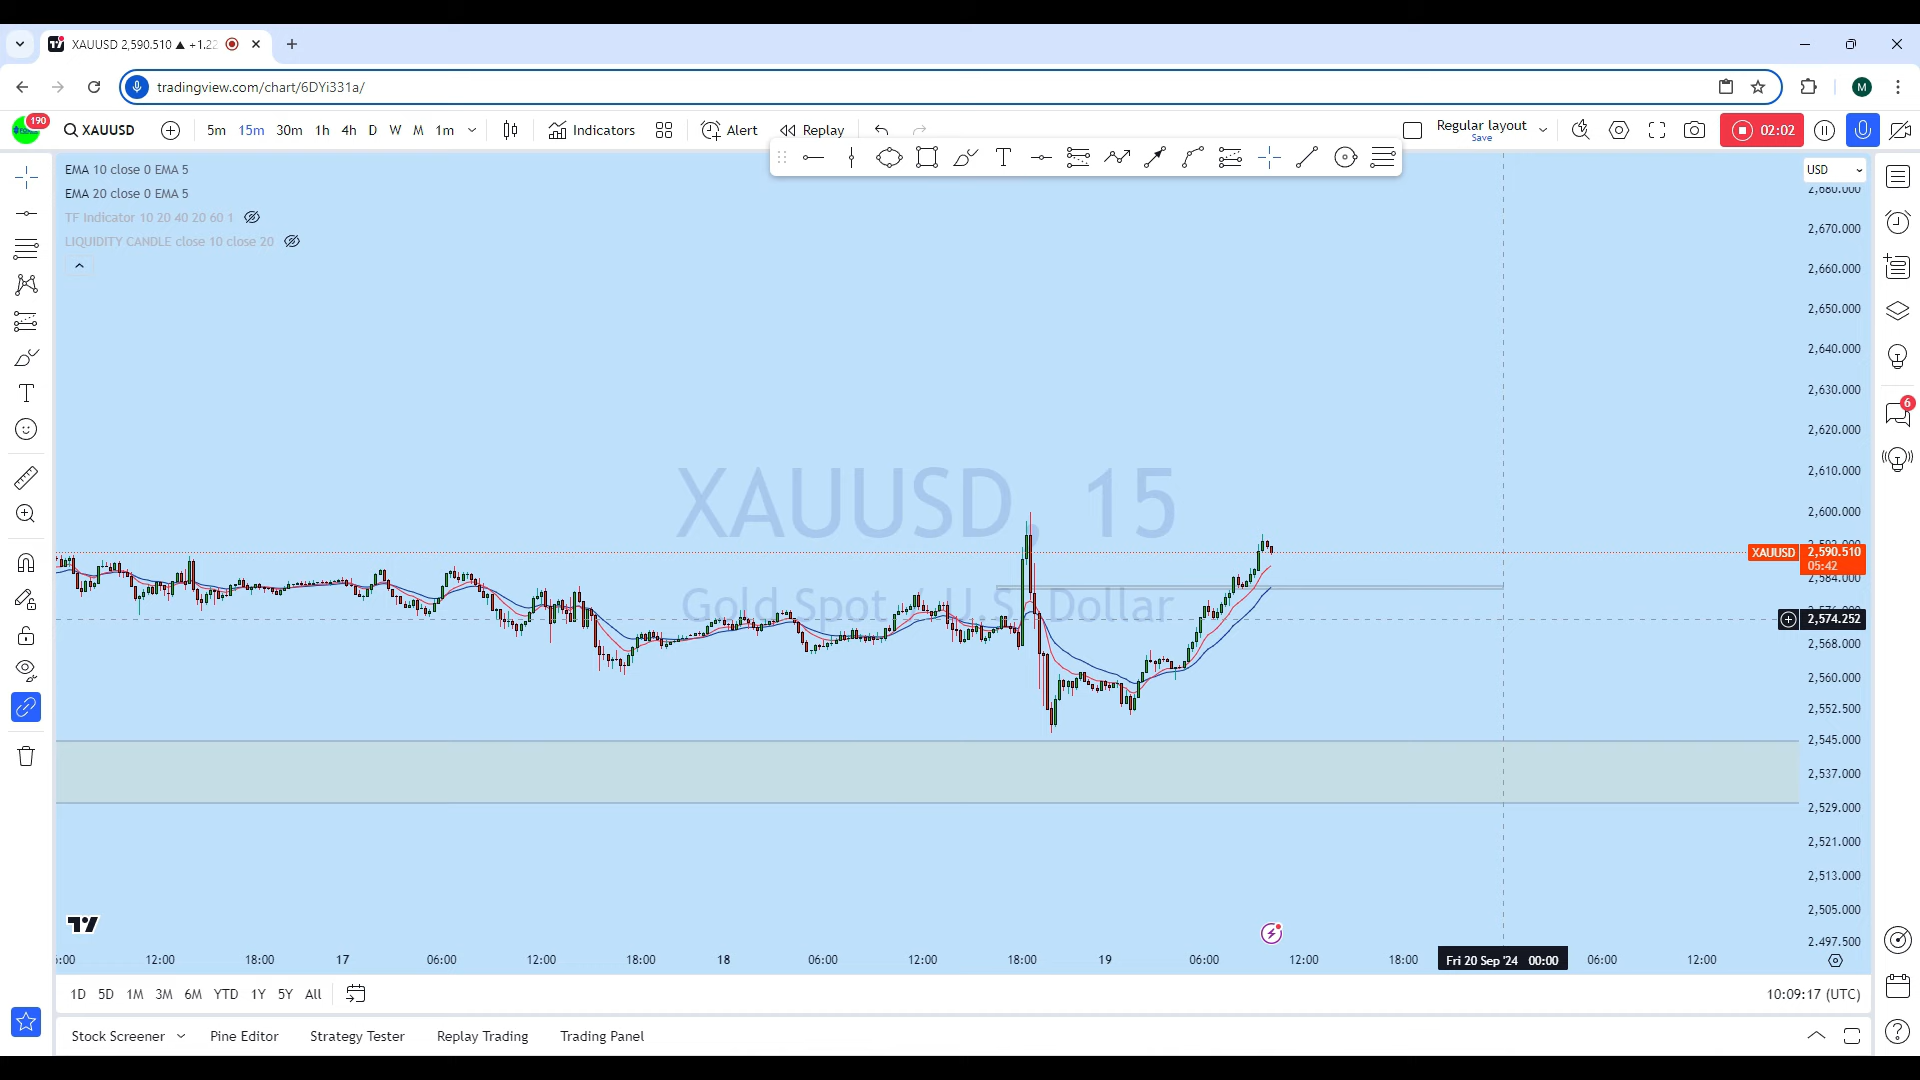 XAUUSD 2,590.510 ▲ +1.22
tradingview.com/chart/6DYi331a/
M
190
XAUUSD
5m 15m 30m 1h 4h D W M 1m
Indicators
Alert
Replay
Regular layout
Save
02:02
EMA 10 close 0 EMA 5
EMA 20 close 0 EMA 5
TF Indicator 10 20 40 20 60 1
LIQUIDITY CANDLE close 10 close 20
USD
2,680.000
2,670.000
2,660.000
2,650.000
2,640.000
2,630.000
2,620.000
2,610.000
2,600.000
XAUUSD 2,590.510
05:42
2,584.000
2,574.252
2,568.000
2,560.000
2,552.500
2,545.000
2,537.000
2,529.000
2,521.000
2,513.000
2,505.000
2,497.500
XAUUSD, 15
Gold Spot / U.S. Dollar
6
12:00 18:00 17 06:00 12:00 18:00 18 06:00 12:00 18:00 19 06:00 12:00 18:00 Fri 20 Sep '24 00:00 06:00 12:00
1D 5D 1M 3M 6M YTD 1Y 5Y All
10:09:17 (UTC)
Stock Screener Pine Editor Strategy Tester Replay Trading Trading Panel